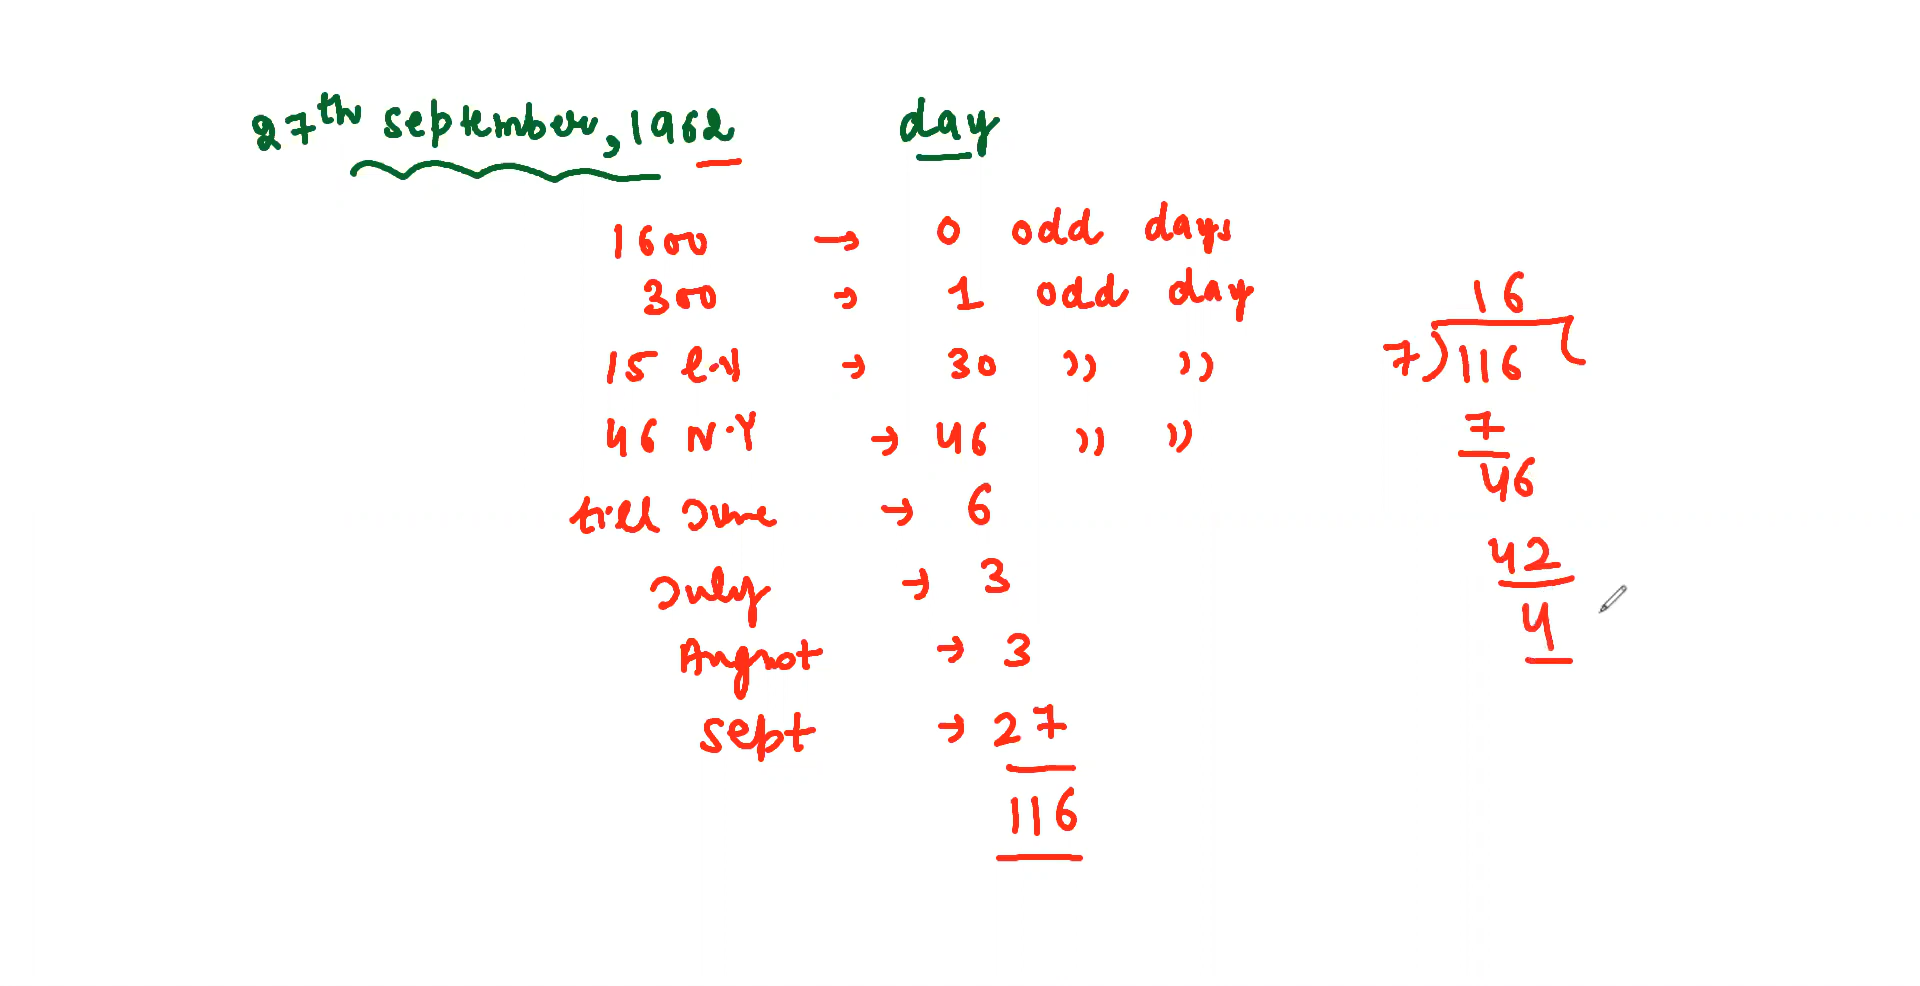 27th september, 1962 day
1600 → 0 odd days
300 → 1 odd day
15 l.y → 30 )) ))
46 N.Y → 46 )) ))
till June → 6
July → 3
August → 3
sept → 27
116
16
7)116(
7
46
42
4